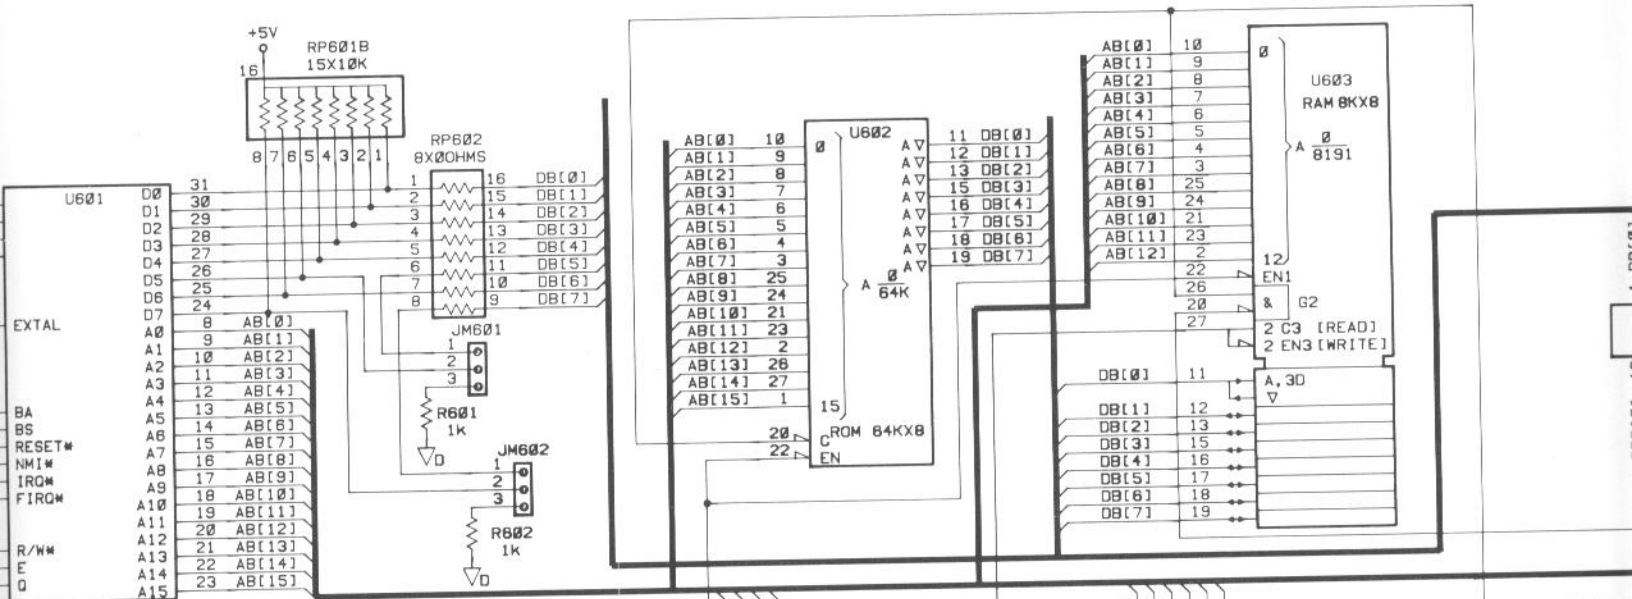 +5V
RP601B
15X10K
16
8 7 6 5 4 3 2 1
RP602
8X0OHMS
U601
D0 31
D1 30
D2 29
D3 28
D4 27
D5 26
D6 25
D7 24
A0 8 AB[0]
A1 9 AB[1]
A2 10 AB[2]
A3 11 AB[3]
A4 12 AB[4]
A5 13 AB[5]
A6 14 AB[6]
A7 15 AB[7]
A8 16 AB[8]
A9 17 AB[9]
A10 18 AB[10]
A11 19 AB[11]
A12 20 AB[12]
A13 21 AB[13]
A14 22 AB[14]
A15 23 AB[15]
EXTAL
BA
BS
RESET*
NMI*
IRQ*
FIRQ*
R/W*
E
Q
1 16 DB[0]
2 15 DB[1]
3 14 DB[2]
4 13 DB[3]
5 12 DB[4]
6 11 DB[5]
7 10 DB[6]
8 9 DB[7]
JM601
1
2
3
R601
1k
D
JM602
1
2
3
R602
1k
D
U602
AB[0] 10 0
AB[1] 9
AB[2] 8
AB[3] 7
AB[4] 6
AB[5] 5
AB[6] 4
AB[7] 3
AB[8] 25
AB[9] 24
AB[10] 21
AB[11] 23
AB[12] 2
AB[13] 26
AB[14] 27
AB[15] 1 15
A 0
64K
20 C ROM 64KX8
22 EN
A 11 DB[0]
A 12 DB[1]
A 13 DB[2]
A 15 DB[3]
A 16 DB[4]
A 17 DB[5]
A 18 DB[6]
A 19 DB[7]
U603
RAM 8KX8
AB[0] 10 0
AB[1] 9
AB[2] 8
AB[3] 7
AB[4] 6
AB[5] 5
AB[6] 4
AB[7] 3
AB[8] 25
AB[9] 24
AB[10] 21
AB[11] 23
AB[12] 2 12
A 0
8191
22 EN1
26
20 & G2
27 2 C3 [READ]
2 EN3 [WRITE]
DB[0] 11 A,3D
DB[1] 12
DB[2] 13
DB[3] 15
DB[4] 16
DB[5] 17
DB[6] 18
DB[7] 19